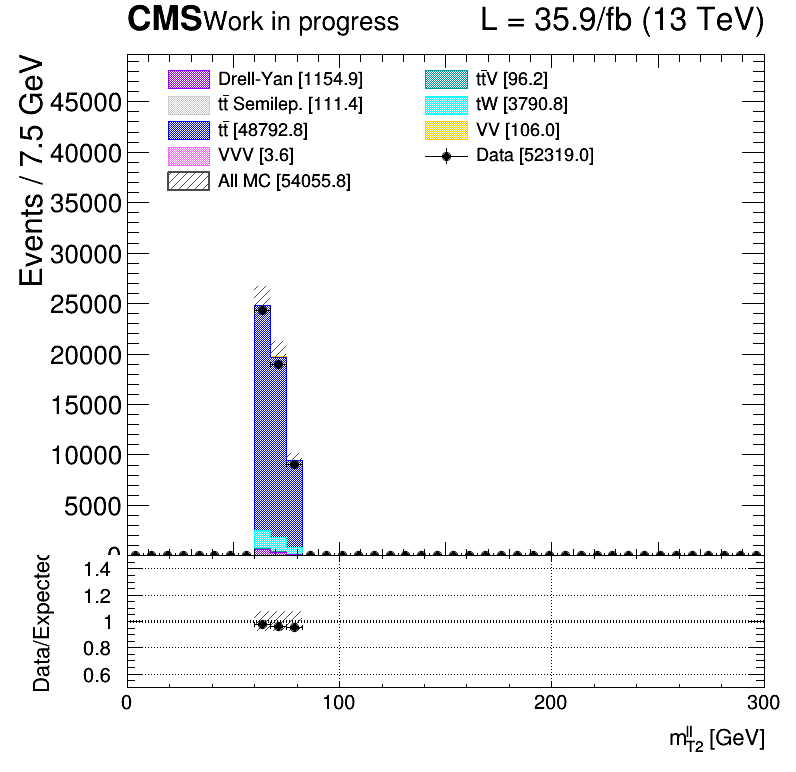 CMS Work in progress L = 35.9/fb (13 TeV)
Events / 7.5 GeV
Drell-Yan [1154.9]
tt̄ Semilep. [111.4]
tt̄ [48792.8]
VVV [3.6]
All MC [54055.8]
tt̄V [96.2]
tW [3790.8]
VV [106.0]
Data [52319.0]
45000
40000
35000
30000
25000
20000
15000
10000
5000
0
Data/Expected
1.4
1.2
1
0.8
0.6
0 100 200 300
m_{T2}^{ll} [GeV]